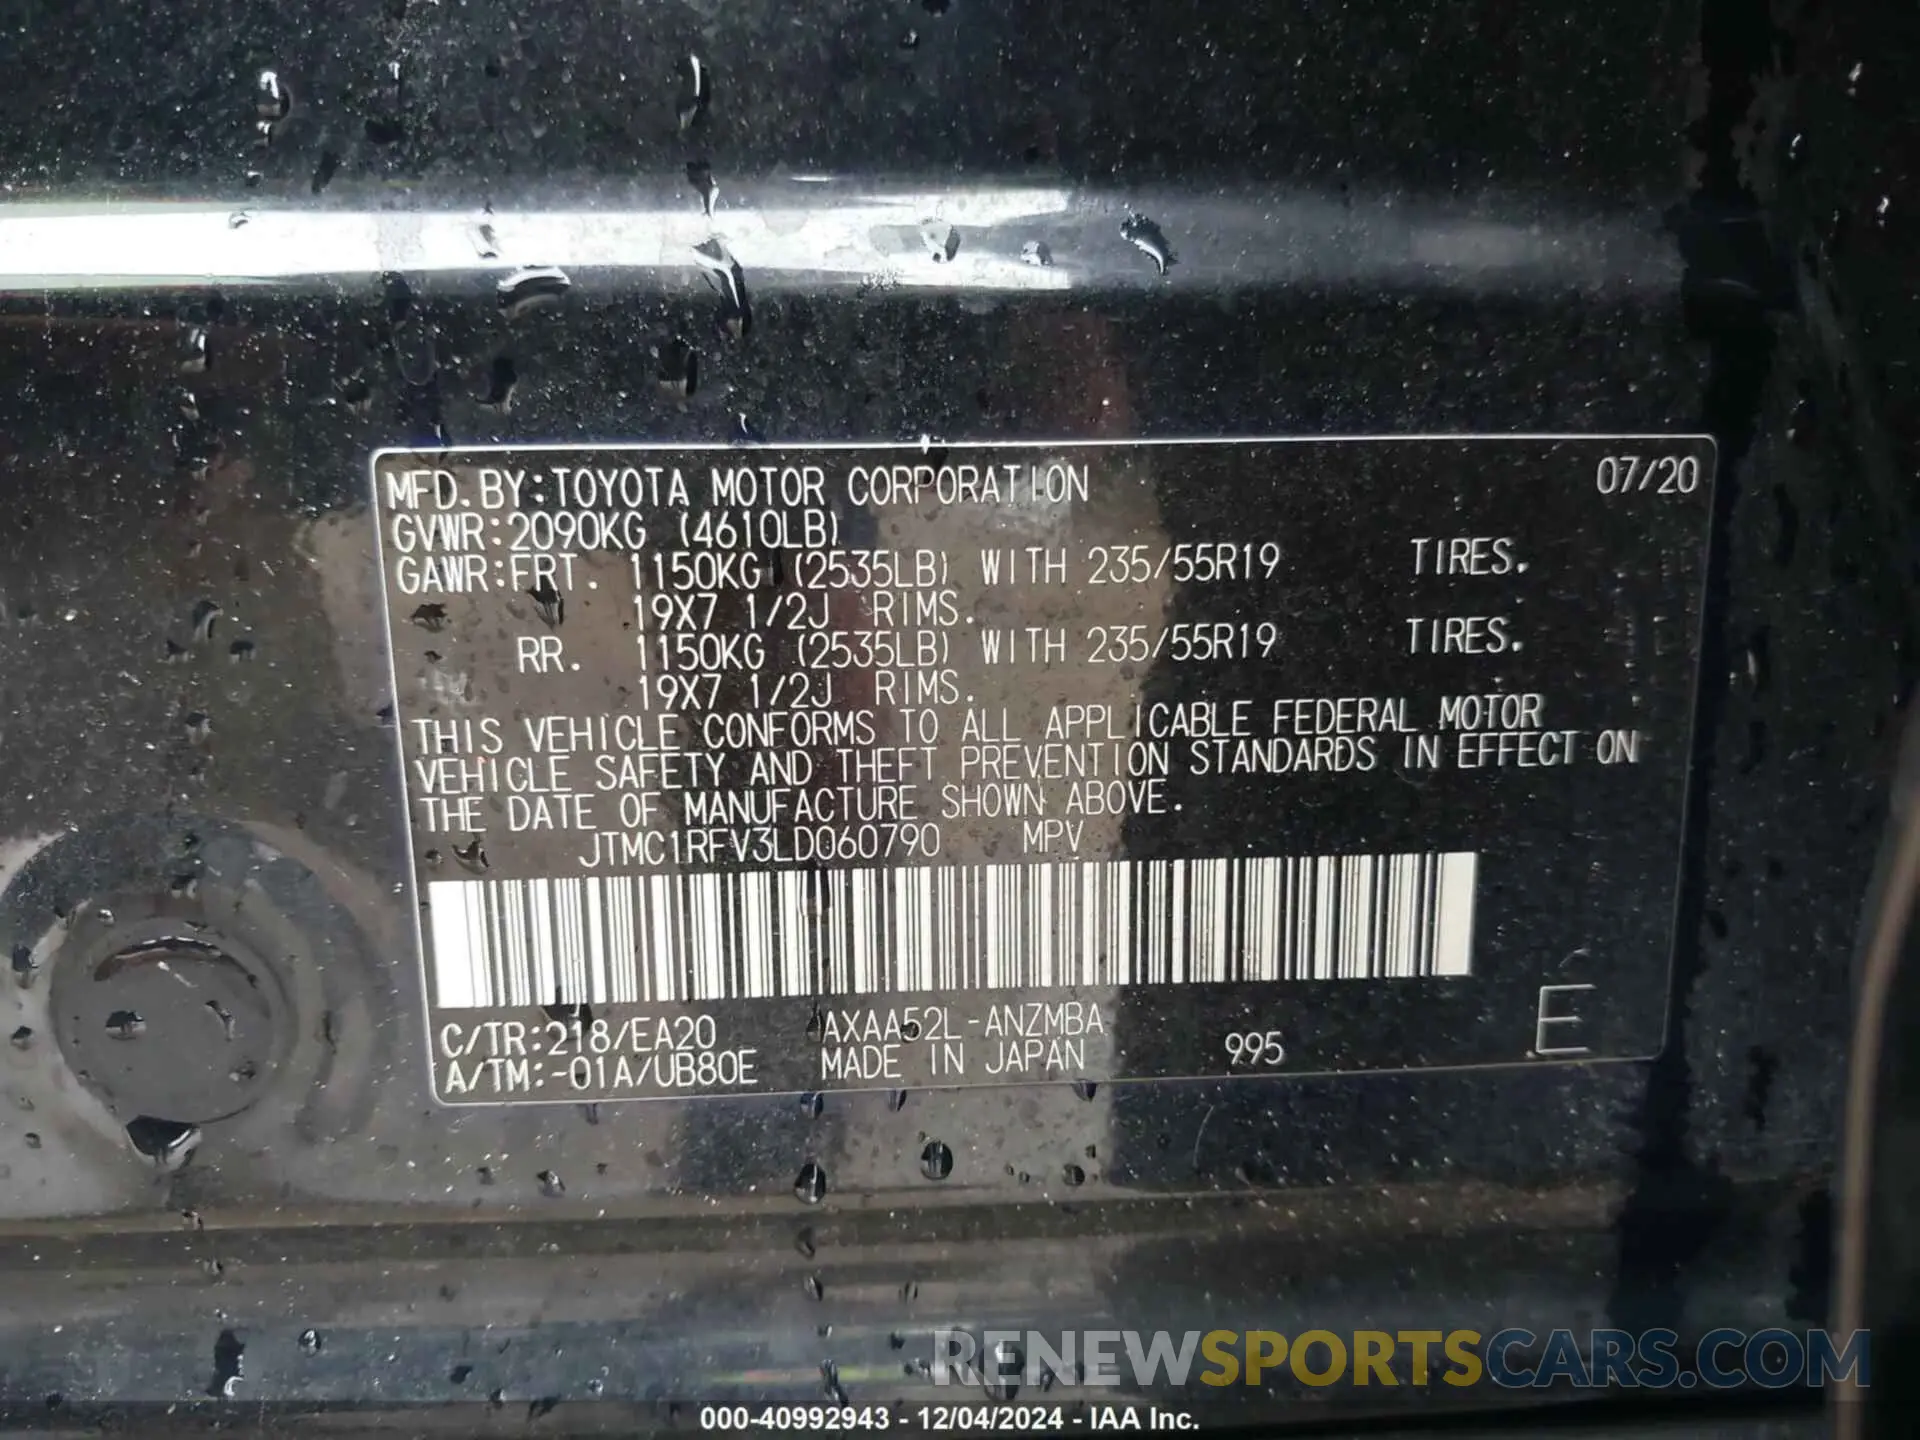 MFD. BY:TOYOTA MOTOR CORPORATION 07/20
GVWR:2090KG (4610LB)
GAWR:FRT. 1150KG (2535LB) WITH 235/55R19 TIRES.
19X7 1/2J RIMS.
RR. 1150KG (2535LB) WITH 235/55R19 TIRES.
19X7 1/2J RIMS.
THIS VEHICLE CONFORMS TO ALL APPLICABLE FEDERAL MOTOR
VEHICLE SAFETY AND THEFT PREVENTION STANDARDS IN EFFECT ON
THE DATE OF MANUFACTURE SHOWN ABOVE.
JTMC1RFV3LD060790 MPV
C/TR:218/EA20 AXAA52L-ANZMBA
A/TM:-01A/UB80E MADE IN JAPAN 995 E
RENEWSPORTSCARS.COM
000-40992943 - 12/04/2024 - IAA Inc.